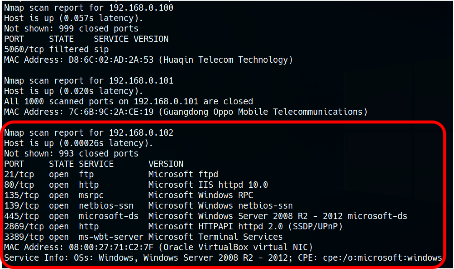 Nmap scan report for 192.168.0.100
Host is up (0.057s latency).
Not shown: 999 closed ports
PORT     STATE    SERVICE VERSION
5060/tcp filtered sip
MAC Address: D8:6C:02:AD:2A:53 (Huaqin Telecom Technology)
Nmap scan report for 192.168.0.101
Host is up (0.020s latency).
All 1000 scanned ports on 192.168.0.101 are closed
MAC Address: 7C:6B:9C:2A:CE:19 (Guangdong Oppo Mobile Telecommunications)
Nmap scan report for 192.168.0.102
Host is up (0.00026s latency).
Not shown: 993 closed ports
PORT     STATE SERVICE       VERSION
21/tcp   open  ftp           Microsoft ftpd
80/tcp   open  http          Microsoft IIS httpd 10.0
135/tcp  open  msrpc         Microsoft Windows RPC
139/tcp  open  netbios-ssn   Microsoft Windows netbios-ssn
445/tcp  open  microsoft-ds  Microsoft Windows Server 2008 R2 - 2012 microsoft-ds
2869/tcp open  http          Microsoft HTTPAPI httpd 2.0 (SSDP/UPnP)
3389/tcp open  ms-wbt-server Microsoft Terminal Services
MAC Address: 08:00:27:71:C2:7F (Oracle VirtualBox virtual NIC)
Service Info: OSs: Windows, Windows Server 2008 R2 - 2012; CPE: cpe:/o:microsoft:windows